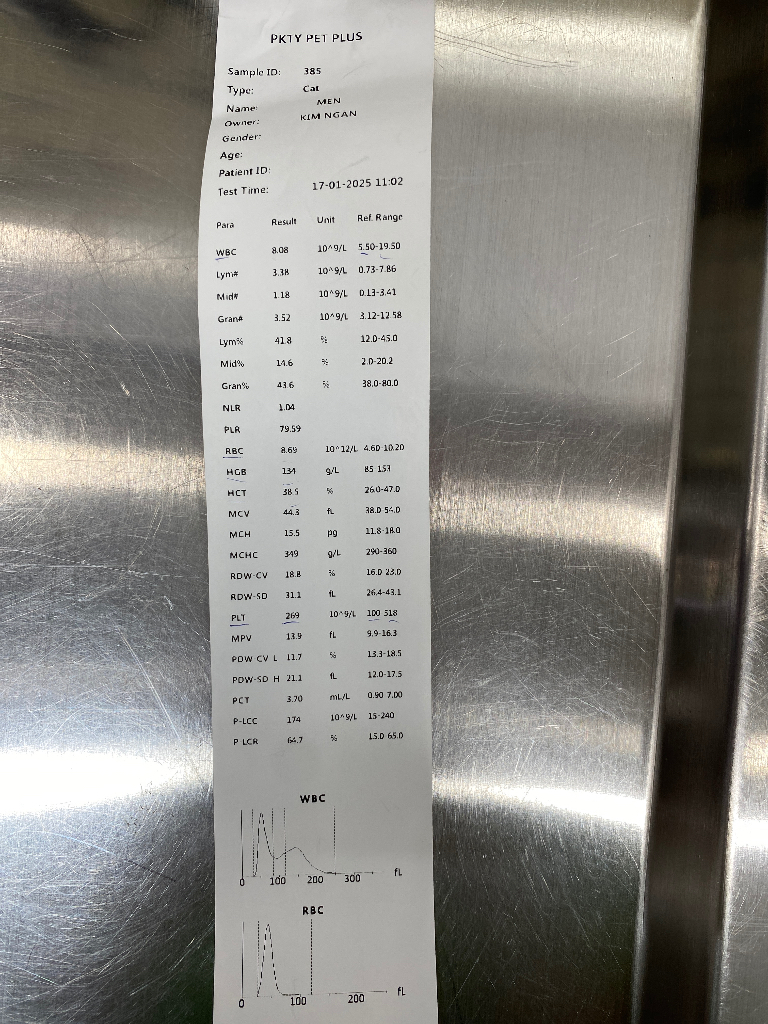 PKTY PET PLUS
Sample ID: 385
Type: Cat
Name: MEN
Owner: KIM NGAN
Gender:
Age:
Patient ID:
Test Time: 17-01-2025 11:02
Para Result Unit Ref. Range
WBC 8.08 10^9/L 5.50-19.50
Lym# 3.38 10^9/L 0.73-7.86
Mid# 1.18 10^9/L 0.13-3.41
Gran# 3.52 10^9/L 3.12-12.58
Lym% 41.8 % 12.0-45.0
Mid% 14.6 % 2.0-20.2
Gran% 43.6 % 38.0-80.0
NLR 1.04
PLR 79.59
RBC 8.69 10^12/L 4.60-10.20
HGB 134 g/L 85-153
HCT 38.5 % 26.0-47.0
MCV 44.3 fL 38.0-54.0
MCH 15.5 pg 11.8-18.0
MCHC 349 g/L 290-360
RDW-CV 18.8 % 16.0-23.0
RDW-SD 31.1 fL 26.4-43.1
PLT 269 10^9/L 100-518
MPV 13.9 fL 9.9-16.3
PDW-CV L 11.7 % 13.3-18.5
PDW-SD H 21.1 fL 12.0-17.5
PCT 3.70 mL/L 0.90-7.00
P-LCC 174 10^9/L 15-240
P-LCR 64.7 % 15.0-65.0
WBC
0 100 200 300 fL
RBC
0 100 200 fL